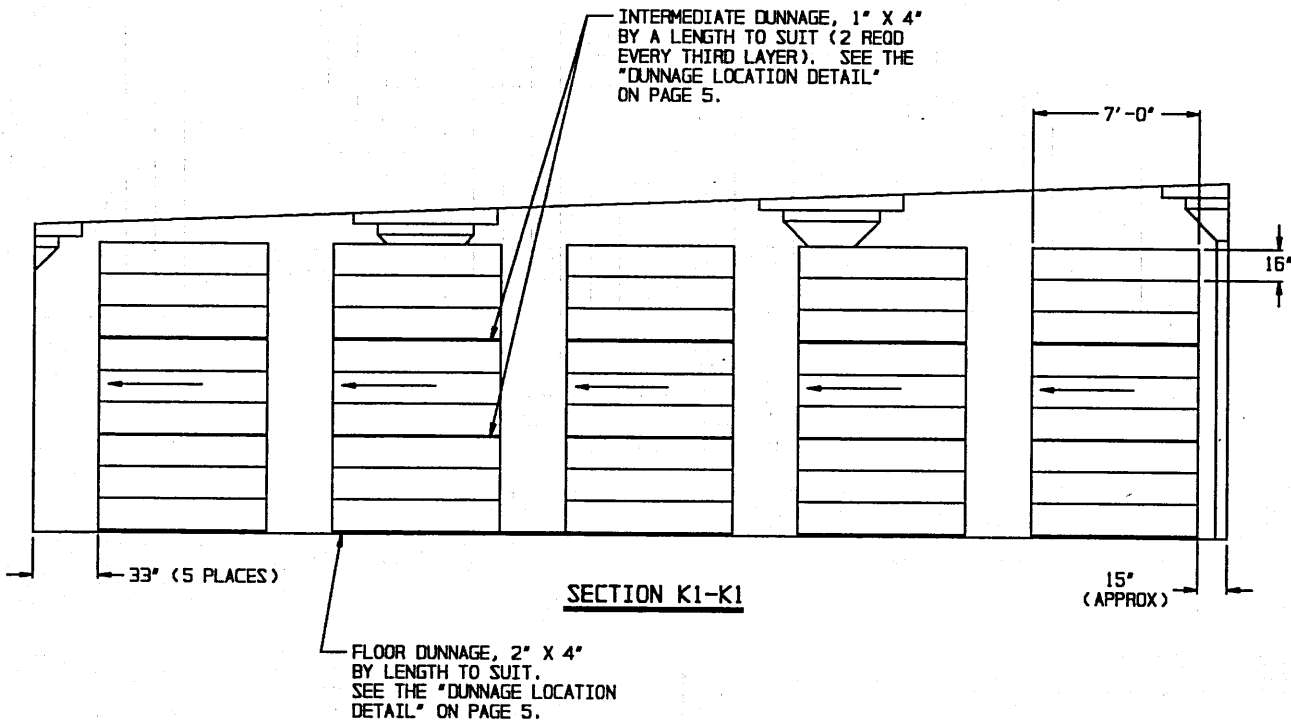 INTERMEDIATE DUNNAGE, 1" X 4"
BY A LENGTH TO SUIT (2 REQD
EVERY THIRD LAYER). SEE THE
"DUNNAGE LOCATION DETAIL"
ON PAGE 5.
7'-0"
16"
33" (5 PLACES)
SECTION K1-K1
15"
(APPROX)
FLOOR DUNNAGE, 2" X 4"
BY LENGTH TO SUIT.
SEE THE "DUNNAGE LOCATION
DETAIL" ON PAGE 5.